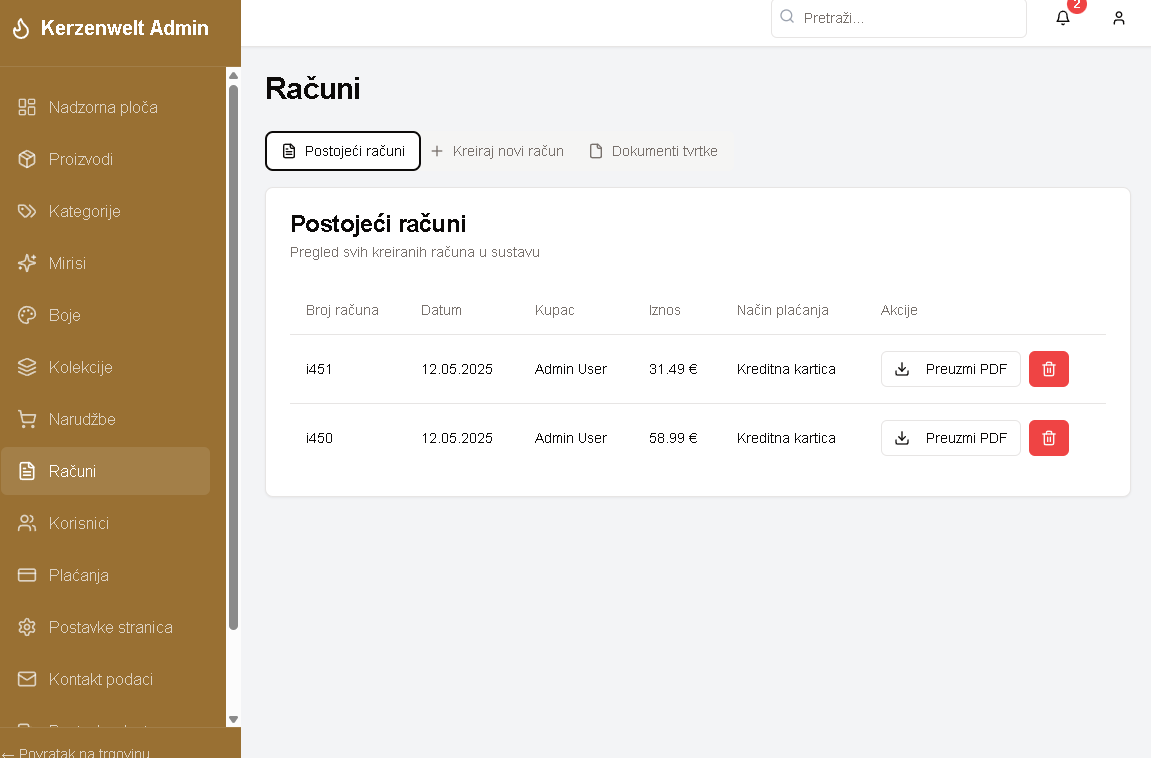 Kerzenwelt Admin
Pretraži...
2
Nadzorna ploča
Proizvodi
Kategorije
Mirisi
Boje
Kolekcije
Narudžbe
Računi
Korisnici
Plaćanja
Postavke stranica
Kontakt podaci
← Povratak na trgovinu
Računi
Postojeći računi
Kreiraj novi račun
Dokumenti tvrtke
Postojeći računi
Pregled svih kreiranih računa u sustavu
Broj računa Datum Kupac Iznos Način plaćanja Akcije
i451 12.05.2025 Admin User 31.49 € Kreditna kartica Preuzmi PDF
i450 12.05.2025 Admin User 58.99 € Kreditna kartica Preuzmi PDF